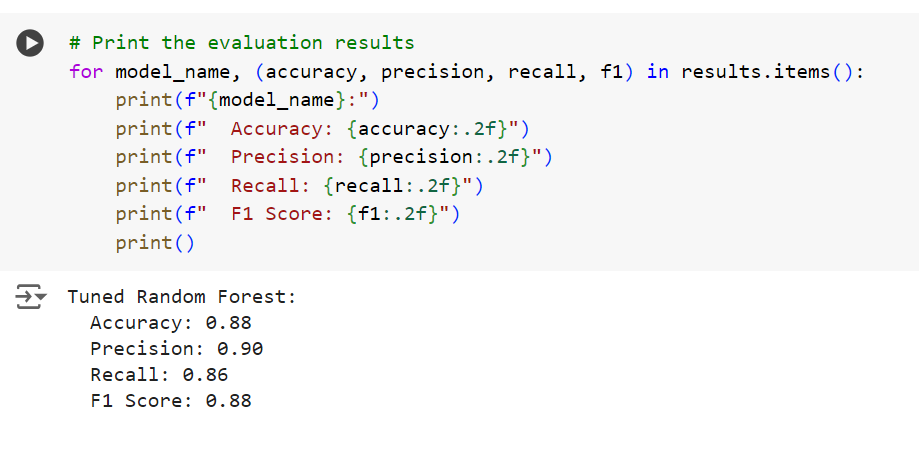 # Print the evaluation results
for model_name, (accuracy, precision, recall, f1) in results.items():
    print(f"{model_name}:")
    print(f"  Accuracy: {accuracy:.2f}")
    print(f"  Precision: {precision:.2f}")
    print(f"  Recall: {recall:.2f}")
    print(f"  F1 Score: {f1:.2f}")
    print()
Tuned Random Forest:
  Accuracy: 0.88
  Precision: 0.90
  Recall: 0.86
  F1 Score: 0.88